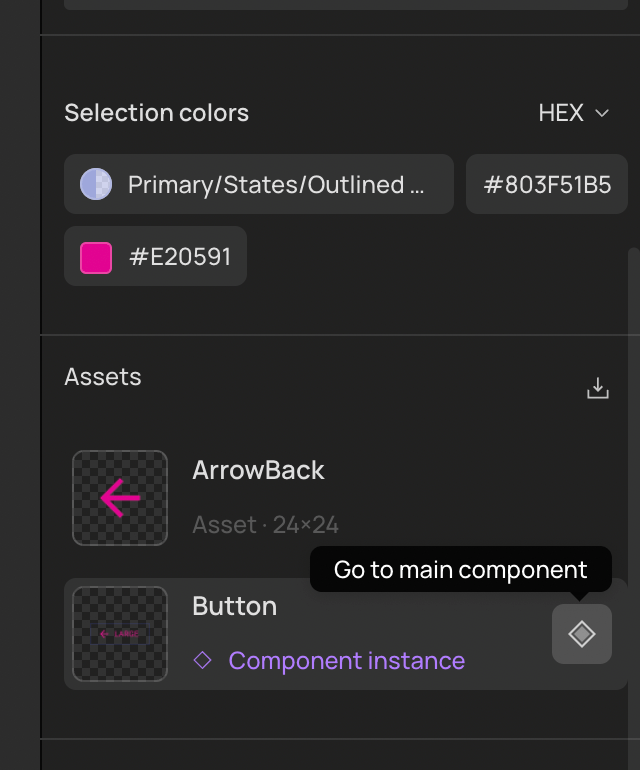 Selection colors
HEX
Primary/States/Outlined ...
#803F51B5
#E20591
Assets
ArrowBack
Asset · 24×24
Go to main component
Button
LARGE
Component instance